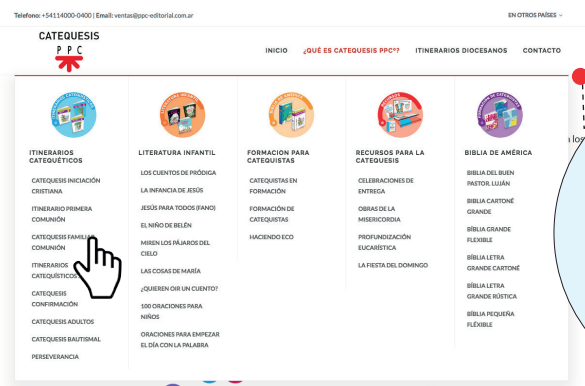 Telefono: +54114000-0400 | Email: ventas@ppc-editorial.com.ar
EN OTROS PAÍSES
CATEQUESIS
PPC
INICIO
¿QUÉ ES CATEQUESIS PPC??
ITINERARIOS DIOCESANOS
CONTACTO
ITINERARIOS
CATEQUÉTICOS
CATEQUESIS INICIACIÓN
CRISTIANA
ITINERARIO PRIMERA
COMUNIÓN
CATEQUESIS FAMILIAR
COMUNIÓN
ITINERARIOS
CATEQUÍSTICOS
CATEQUESIS
CONFIRMACIÓN
CATEQUESIS ADULTOS
CATEQUESIS BAUTISMAL
PERSEVERANCIA
LITERATURA INFANTIL
LOS CUENTOS DE PRÓDIGA
LA INFANCIA DE JESÚS
JESÚS PARA TODOS (FANO)
EL NIÑO DE BELÉN
MIREN LOS PÁJAROS DEL
CIELO
LAS COSAS DE MARÍA
¿QUIEREN OIR UN CUENTO?
100 ORACIONES PARA
NIÑOS
ORACIONES PARA EMPEZAR
EL DÍA CON LA PALABRA
FORMACION PARA
CATEQUISTAS
CATEQUISTAS EN
FORMACIÓN
FORMACIÓN DE
CATEQUISTAS
HACIENDO ECO
RECURSOS PARA LA
CATEQUESIS
CELEBRACIONES DE
ENTREGA
OBRAS DE LA
MISERICORDIA
PROFUNDIZACIÓN
EUCARÍSTICA
LA FIESTA DEL DOMINGO
BIBLIA DE AMÉRICA
BIBLIA DEL BUEN
PASTOR. LUJÁN
BIBLIA CARTONÉ
GRANDE
BÍBLIA GRANDE
FLEXIBLE
BIBLIA LETRA
GRANDE CARTONÉ
BÍBLIA LETRA
GRANDE RÚSTICA
BÍBLIA PEQUEÑA
FLÉXIBLE
los